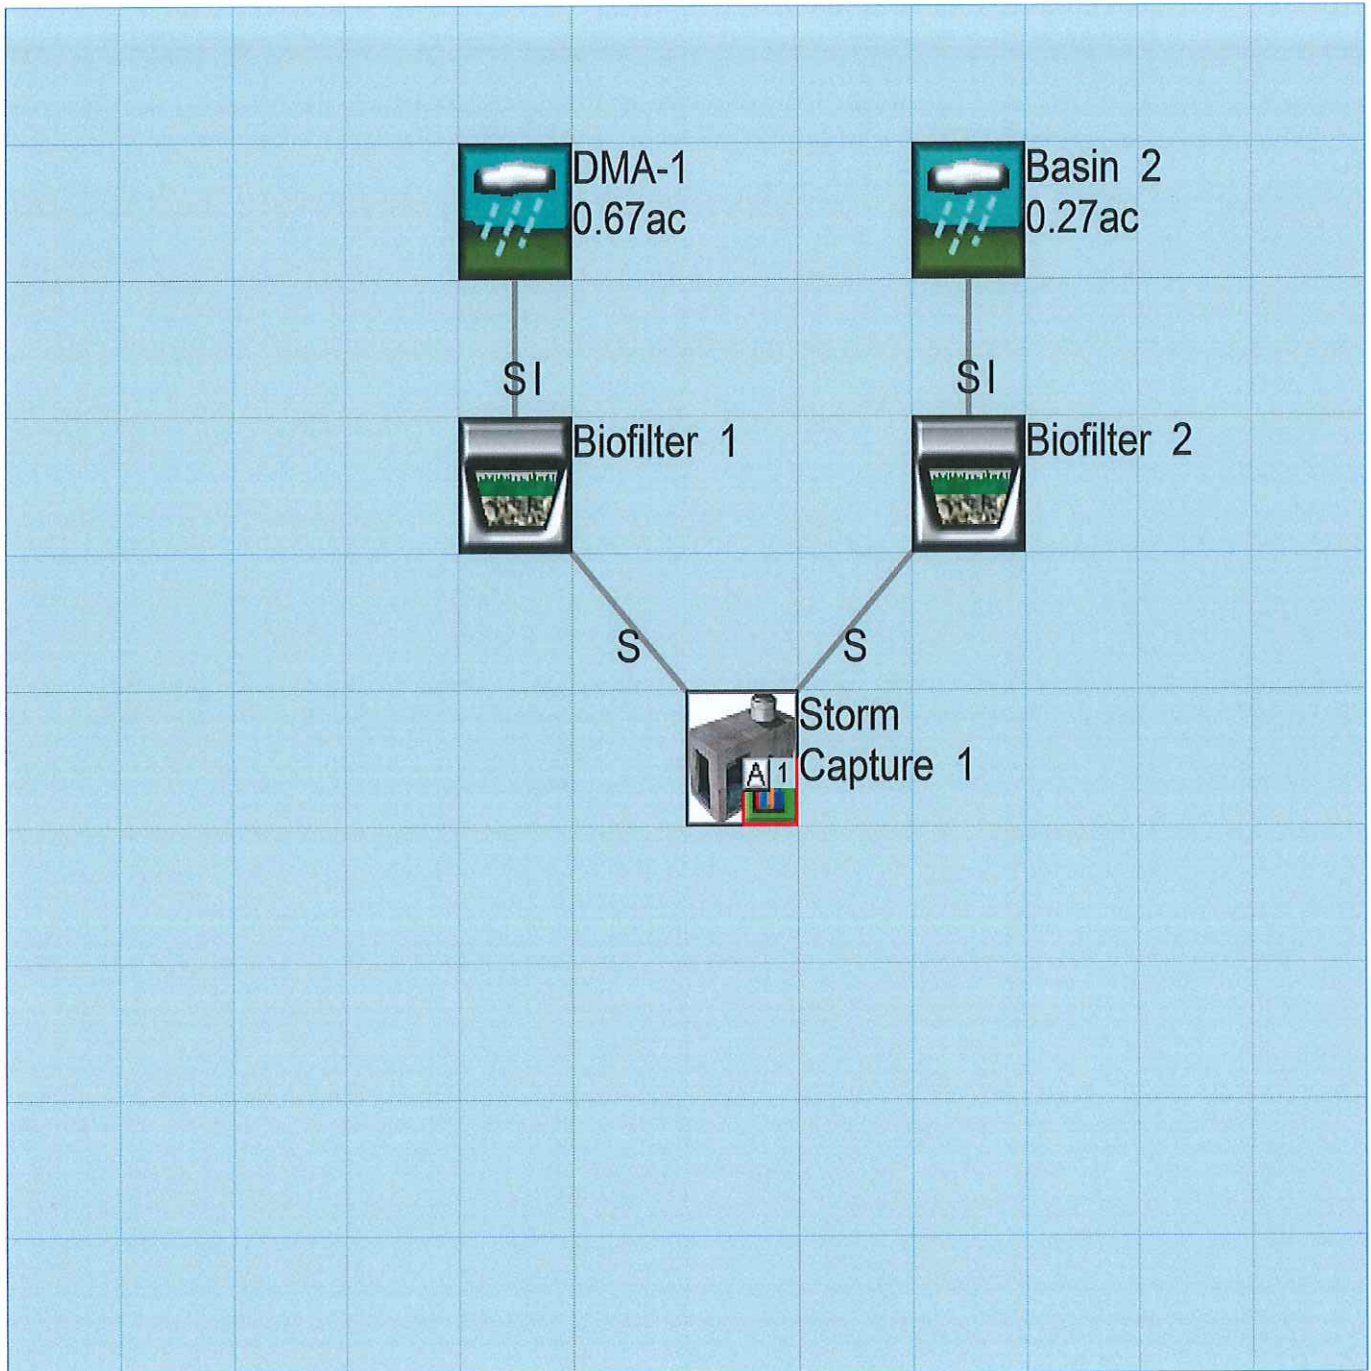 DMA-1
0.67ac
Basin 2
0.27ac
SI
SI
Biofilter 1
Biofilter 2
S
S
Storm
Capture 1
A 1